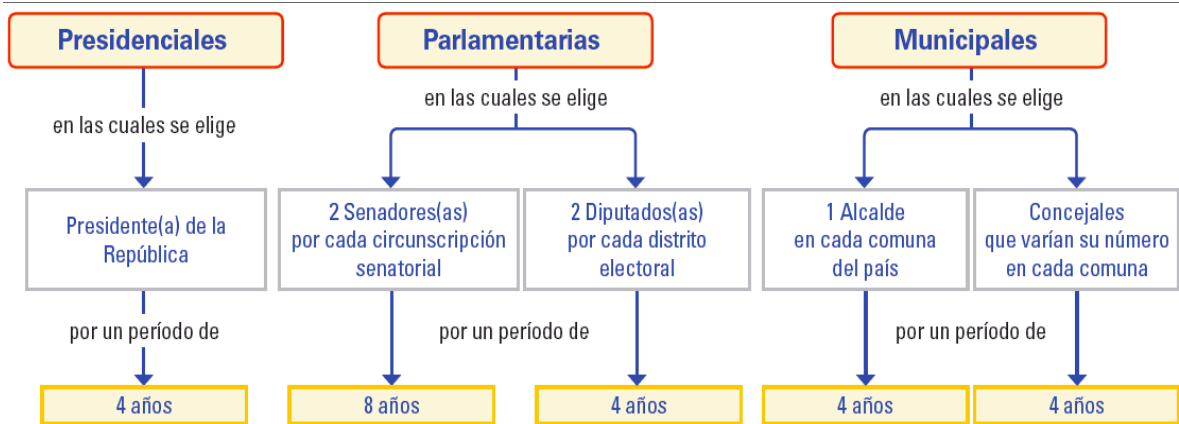 Presidenciales
en las cuales se elige
Presidente(a) de la
República
por un período de
4 años
Parlamentarias
en las cuales se elige
2 Senadores(as)
por cada circunscripción
senatorial
2 Diputados(as)
por cada distrito
electoral
por un período de
8 años
4 años
Municipales
en las cuales se elige
1 Alcalde
en cada comuna
del país
Concejales
que varían su número
en cada comuna
por un período de
4 años
4 años